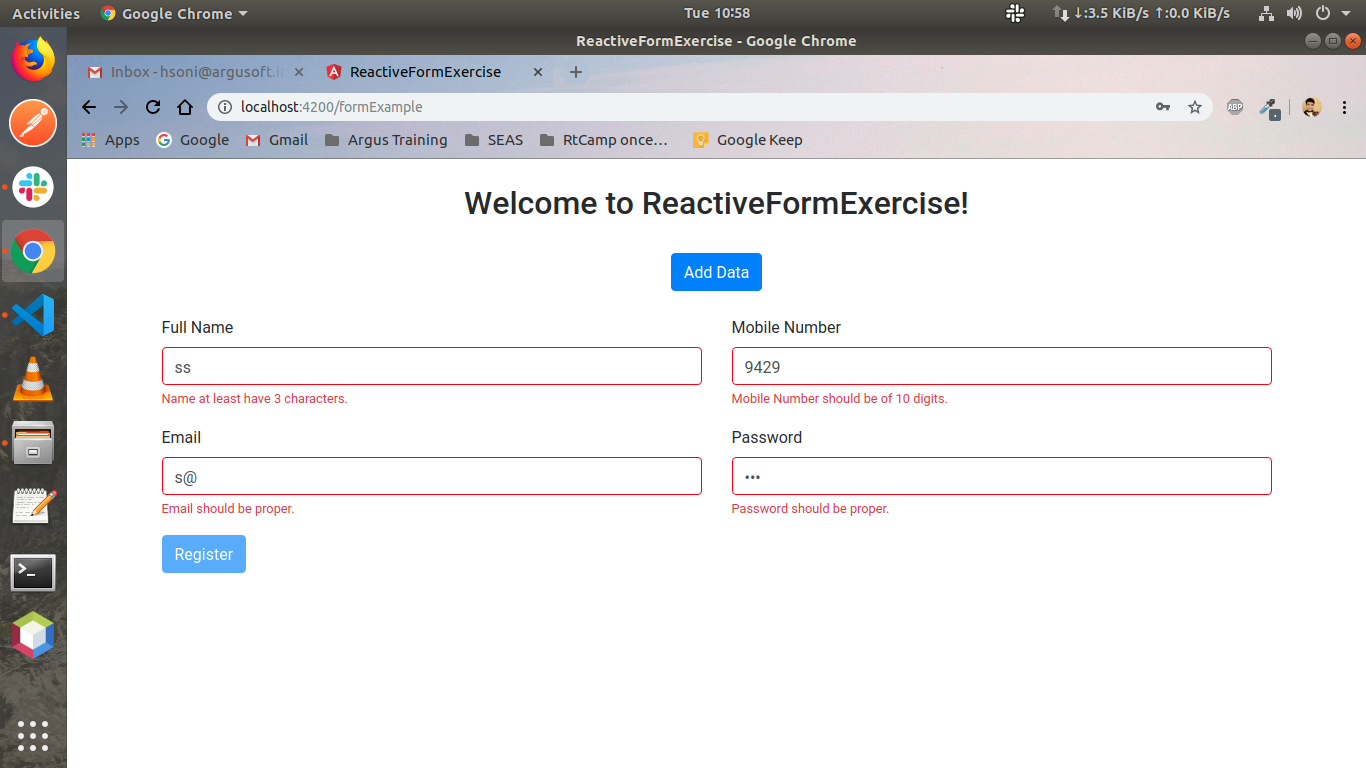 Activities Google Chrome Tue 10:58 ↓:3.5 KiB/s ↑:0.0 KiB/s
ReactiveFormExercise - Google Chrome
Inbox - hsoni@argusoft.in ReactiveFormExercise
localhost:4200/formExample ABP
Apps Google Gmail Argus Training SEAS RtCamp once… Google Keep
Welcome to ReactiveFormExercise!
Add Data
Full Name Mobile Number
ss 9429
Name at least have 3 characters. Mobile Number should be of 10 digits.
Email Password
s@ •••
Email should be proper. Password should be proper.
Register